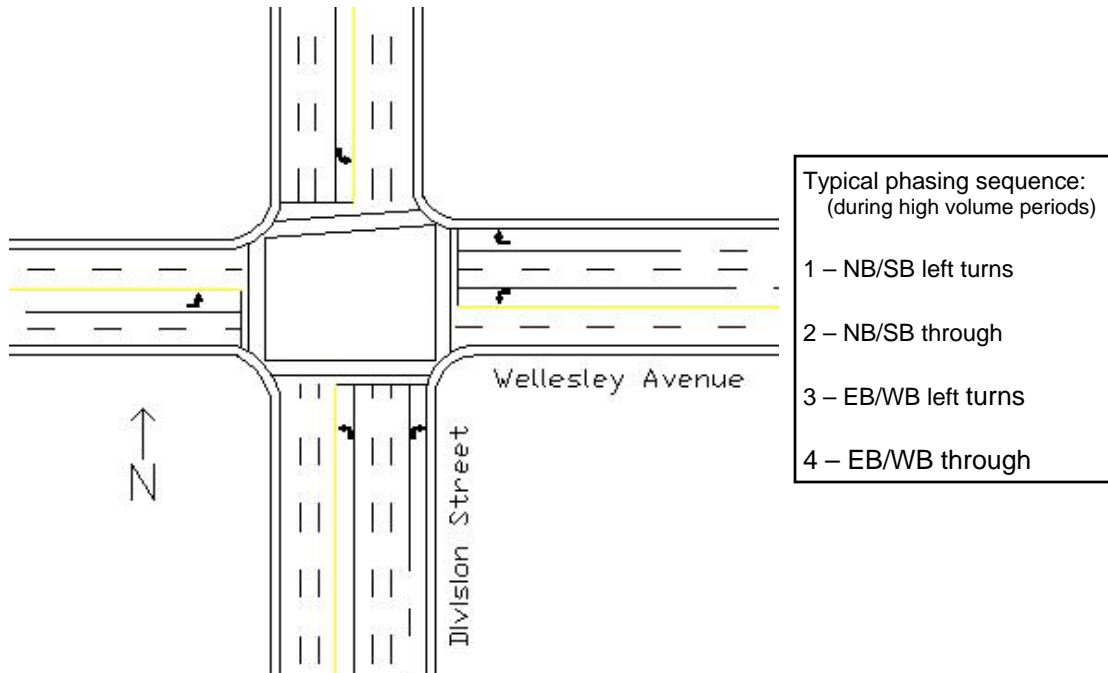 Typical phasing sequence:
(during high volume periods)
1 – NB/SB left turns
2 – NB/SB through
3 – EB/WB left turns
4 – EB/WB through
Wellesley Avenue
Division Street
N